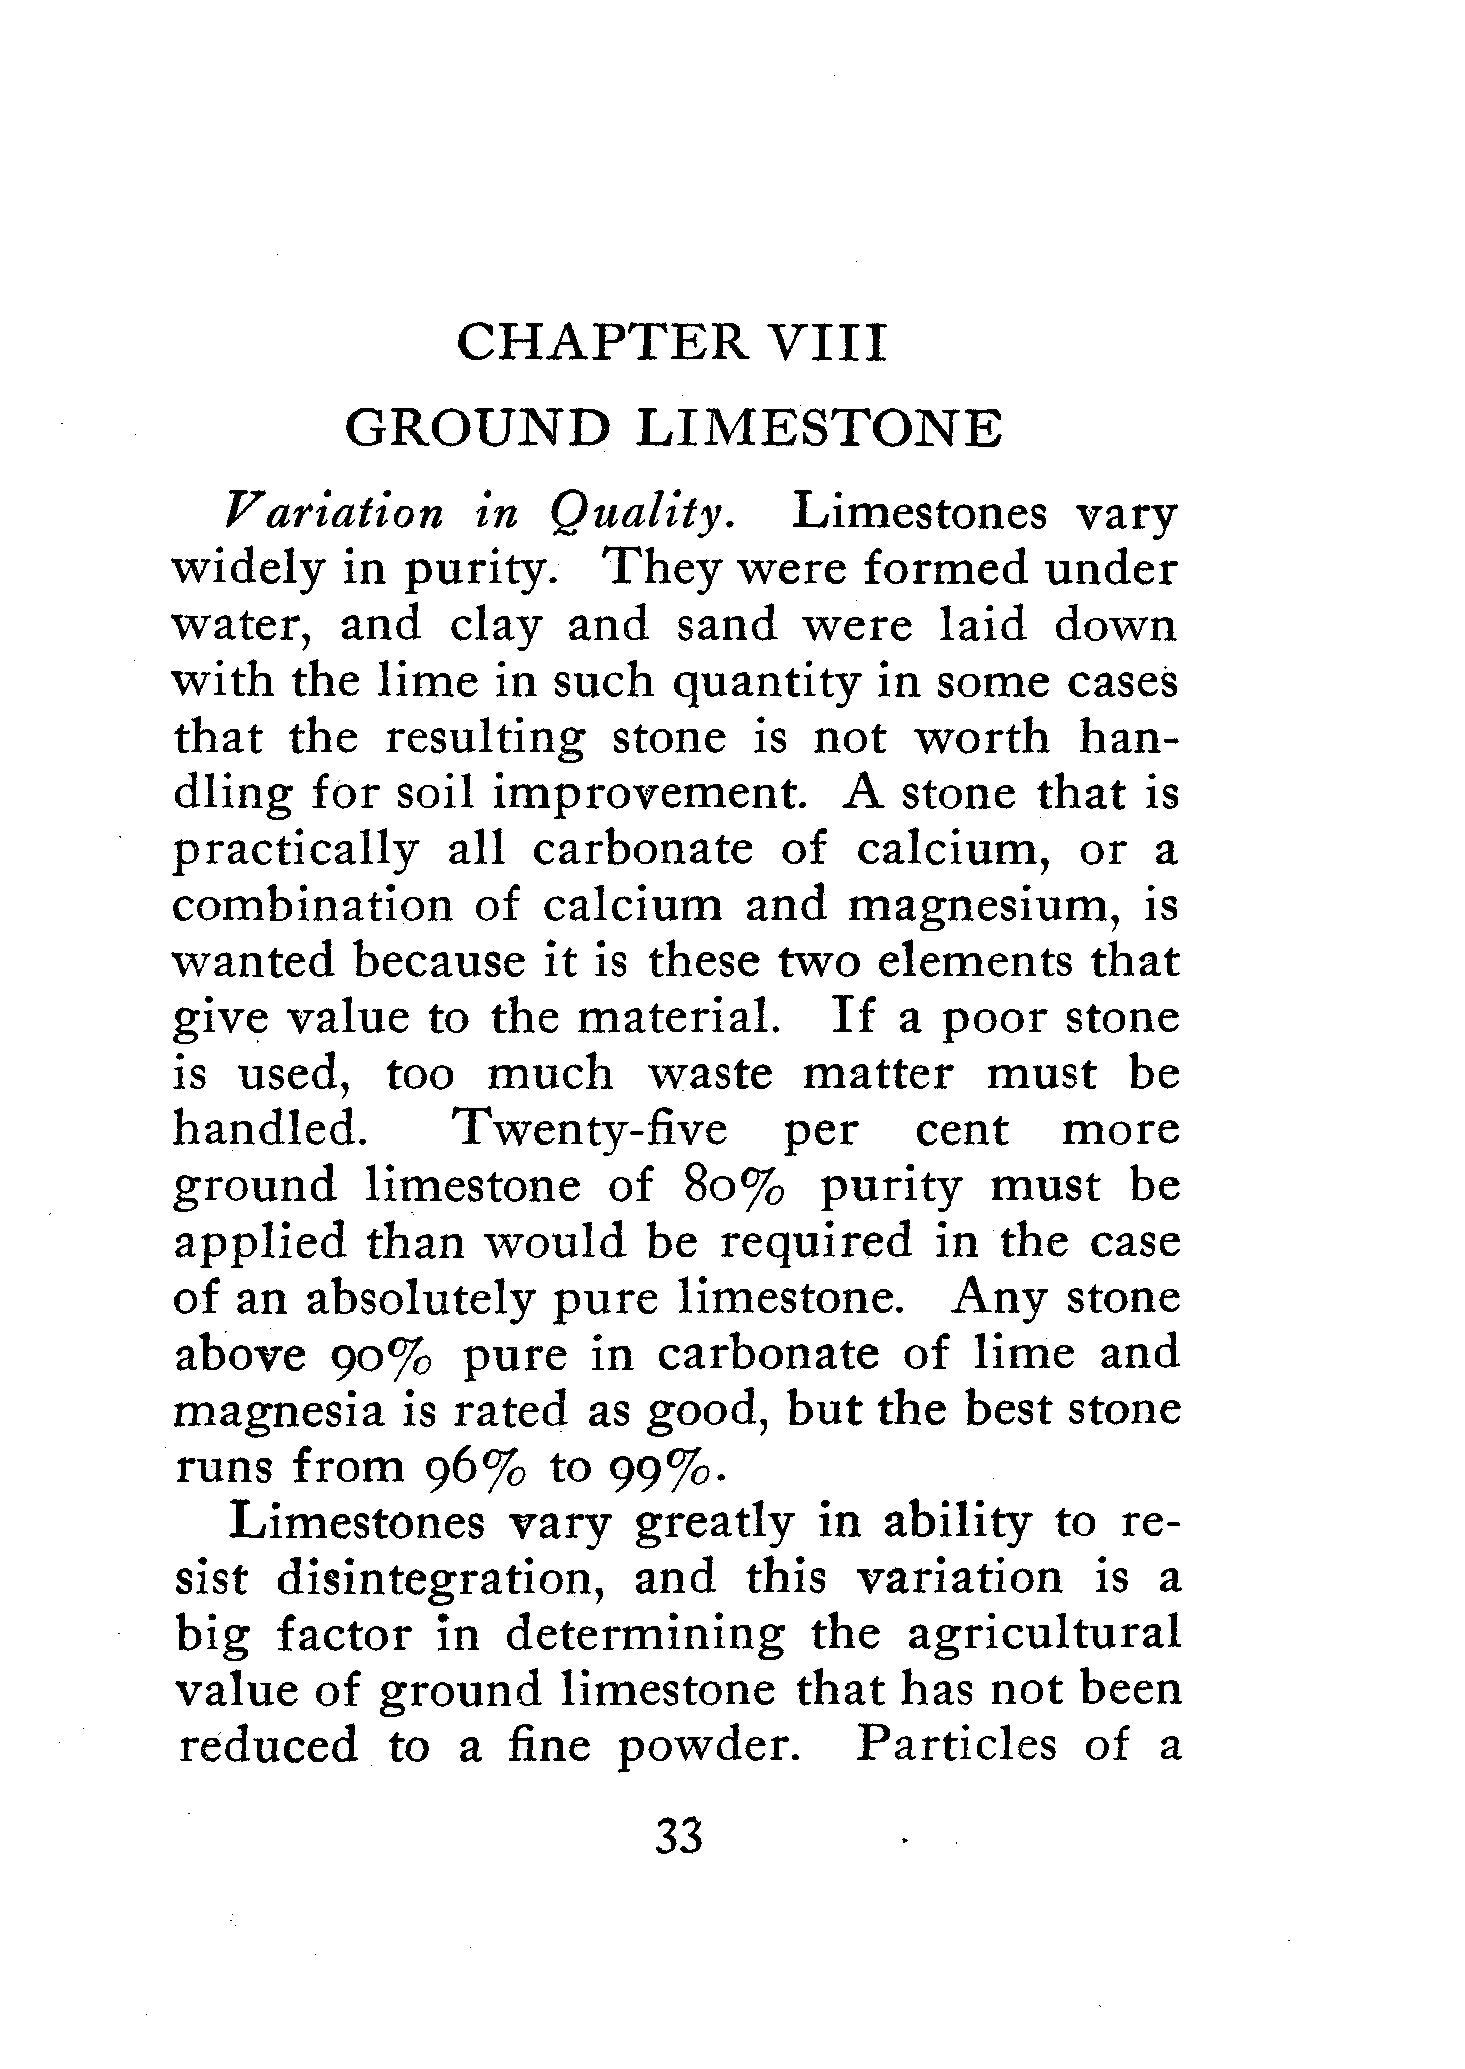 CHAPTER VIII
GROUND LIMESTONE
Variation in Quality. Limestones vary
widely in purity. They were formed under
water, and clay and sand were laid down
with the lime in such quantity in some cases
that the resulting stone is not worth han-
dling for soil improvement. A stone that is
practically all carbonate of calcium, or a
combination of calcium and magnesium, is
wanted because it is these two elements that
give value to the material. If a poor stone
is used, too much waste matter must be
handled. Twenty-five per cent more
ground limestone of 80% purity must be
applied than would be required in the case
of an absolutely pure limestone. Any stone
above 90% pure in carbonate of lime and
magnesia is rated as good, but the best stone
runs from 96% to 99%.
Limestones vary greatly in ability to re-
sist disintegration, and this variation is a
big factor in determining the agricultural
value of ground limestone that has not been
reduced to a fine powder. Particles of a
33